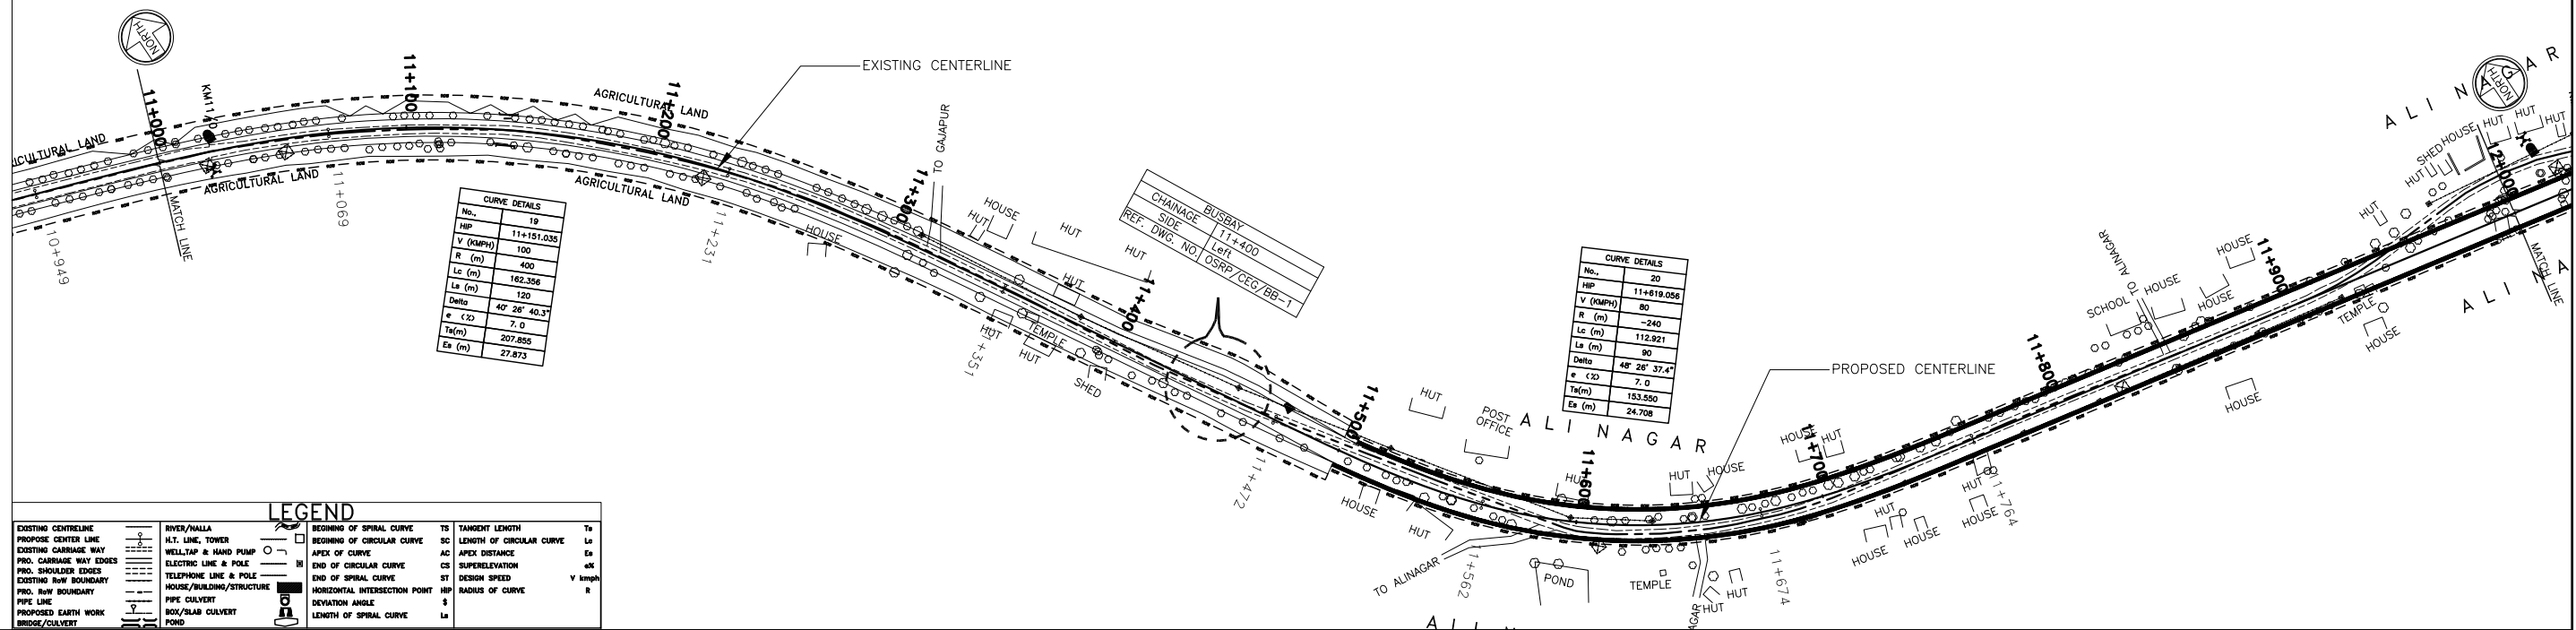 NORTH
11+000
KM11/0
11+100
AGRICULTURAL LAND
11+200
EXISTING CENTERLINE
TO GAJAPUR
11+300
AGRICULTURAL LAND
AGRICULTURAL LAND
MATCH LINE
10+949
11+069
11+231
HOUSE
HUT
HOUSE
HUT
HUT
HUT
11+400
HUT
TEMPLE
HUT
SHED
11+351
CURVE DETAILS
No., 19
HIP 11+151.035
V (KMPH) 100
R (m) 400
Lc (m) 162.356
Ls (m) 120
Delta 40° 26' 40.3"
e (%) 7.0
Ts(m) 207.855
Es (m) 27.873
BUSBAY
CHAINAGE 11+400
SIDE Left
REF. DWG. NO. OSRP/CEG/BB-1
11+472
11+500
HUT
POST
OFFICE
ALI NAGAR
CURVE DETAILS
No., 20
HIP 11+619.056
V (KMPH) 80
R (m) -240
Lc (m) 112.921
Ls (m) 90
Delta 48° 26' 37.4"
e (%) 7.0
Ts(m) 153.550
Es (m) 24.708
PROPOSED CENTERLINE
HUT
11+600
HUT
HOUSE
HOUSE
HUT
11+700
HOUSE
HUT
TO ALINAGAR
11+562
POND
TEMPLE
HUT
HUT
11+674
HOUSE
HUT
HOUSE
HOUSE
HUT
11+764
11+800
TO ALINAGAR
SCHOOL
HOUSE
HOUSE
HOUSE
11+900
HOUSE
TEMPLE
HOUSE
HUT
HUT
SHED
HOUSE
HUT
HUT
HUT
12+000
NORTH
ALI NAGAR
MATCH LINE
ALI NA
LEGEND
EXISTING CENTRELINE
PROPOSE CENTER LINE
EXISTING CARRIAGE WAY
PRO. CARRIAGE WAY EDGES
PRO. SHOULDER EDGES
EXISTING RoW BOUNDARY
PRO. RoW BOUNDARY
PIPE LINE
PROPOSED EARTH WORK
BRIDGE/CULVERT
RIVER/NALLA
H.T. LINE, TOWER
WELL,TAP & HAND PUMP
ELECTRIC LINE & POLE
TELEPHONE LINE & POLE
HOUSE/BUILDING/STRUCTURE
PIPE CULVERT
BOX/SLAB CULVERT
POND
BEGINING OF SPIRAL CURVE TS
BEGINING OF CIRCULAR CURVE SC
APEX OF CURVE AC
END OF CIRCULAR CURVE CS
END OF SPIRAL CURVE ST
HORIZONTAL INTERSECTION POINT HIP
DEVIATION ANGLE $
LENGTH OF SPIRAL CURVE Ls
TANGENT LENGTH Ts
LENGTH OF CIRCULAR CURVE Lc
APEX DISTANCE Es
SUPERELEVATION e%
DESIGN SPEED V kmph
RADIUS OF CURVE R